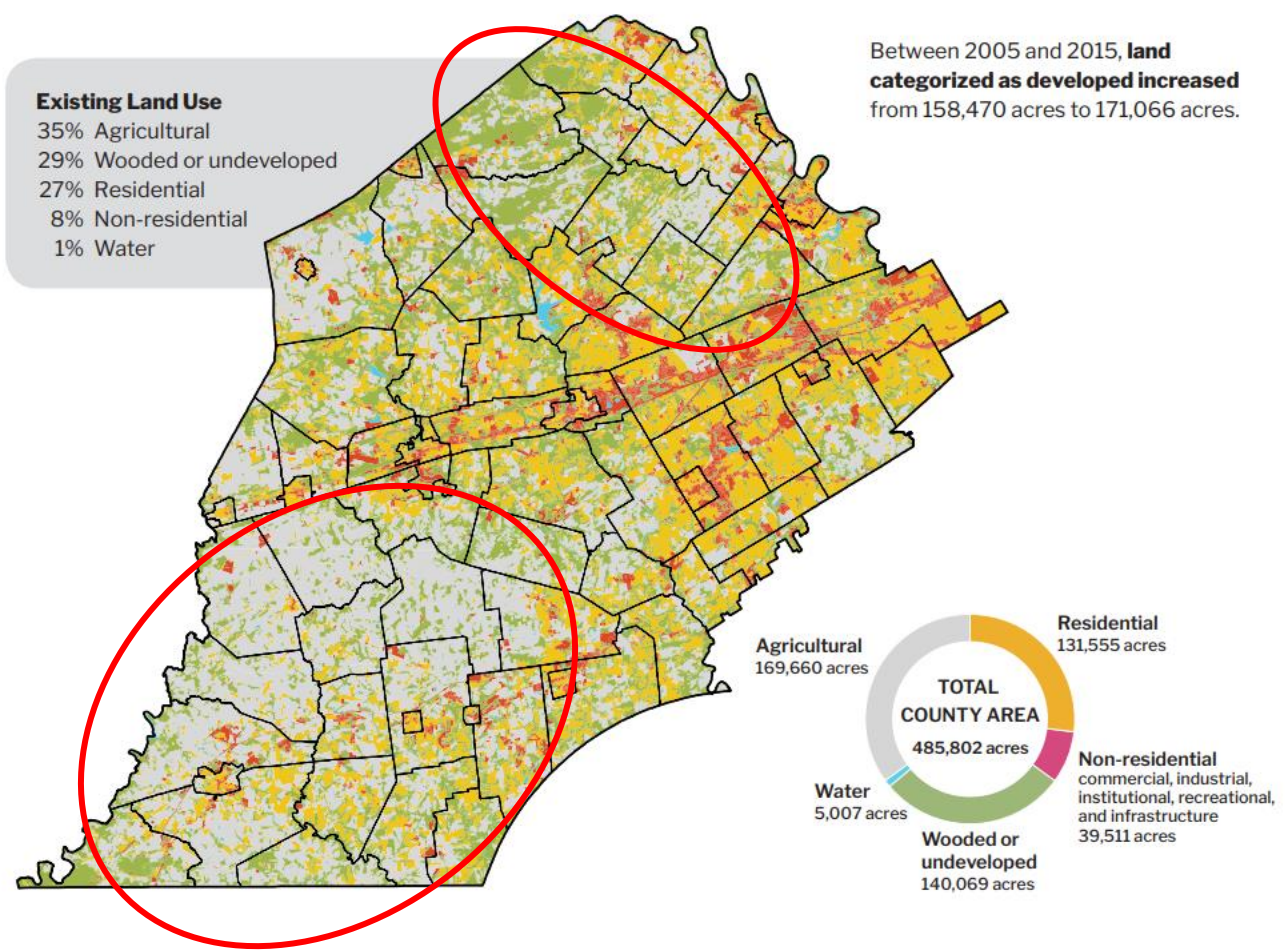 Existing Land Use
35% Agricultural
29% Wooded or undeveloped
27% Residential
8% Non-residential
1% Water
Between 2005 and 2015, land
categorized as developed increased
from 158,470 acres to 171,066 acres.
Agricultural
169,660 acres
Residential
131,555 acres
TOTAL
COUNTY AREA
485,802 acres
Water
5,007 acres
Non-residential
commercial, industrial,
institutional, recreational,
and infrastructure
39,511 acres
Wooded or
undeveloped
140,069 acres